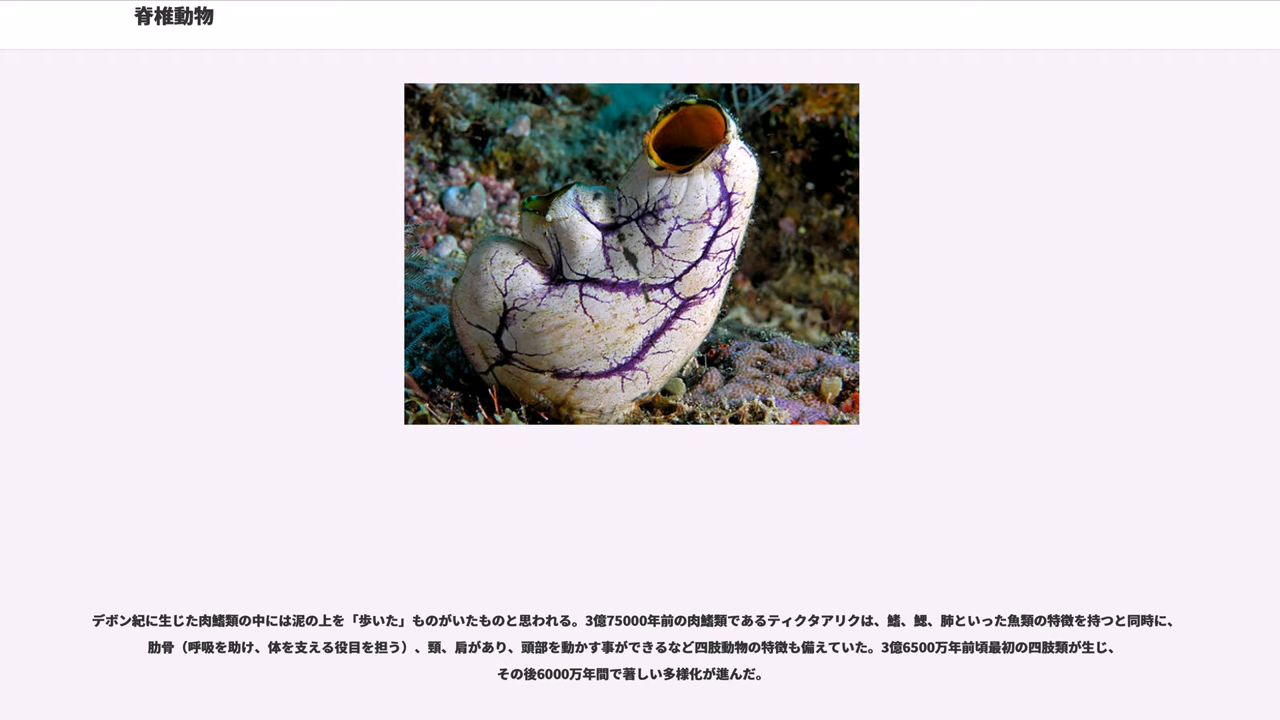 脊椎動物
デボン紀に生じた肉鰭類の中には泥の上を「歩いた」ものがいたものと思われる。3億75000年前の肉鰭類であるティクタアリクは、鰭、鰓、肺といった魚類の特徴を持つと同時に、
肋骨（呼吸を助け、体を支える役目を担う）、頸、肩があり、頭部を動かす事ができるなど四肢動物の特徴も備えていた。3億6500万年前頃最初の四肢類が生じ、
その後6000万年間で著しい多様化が進んだ。